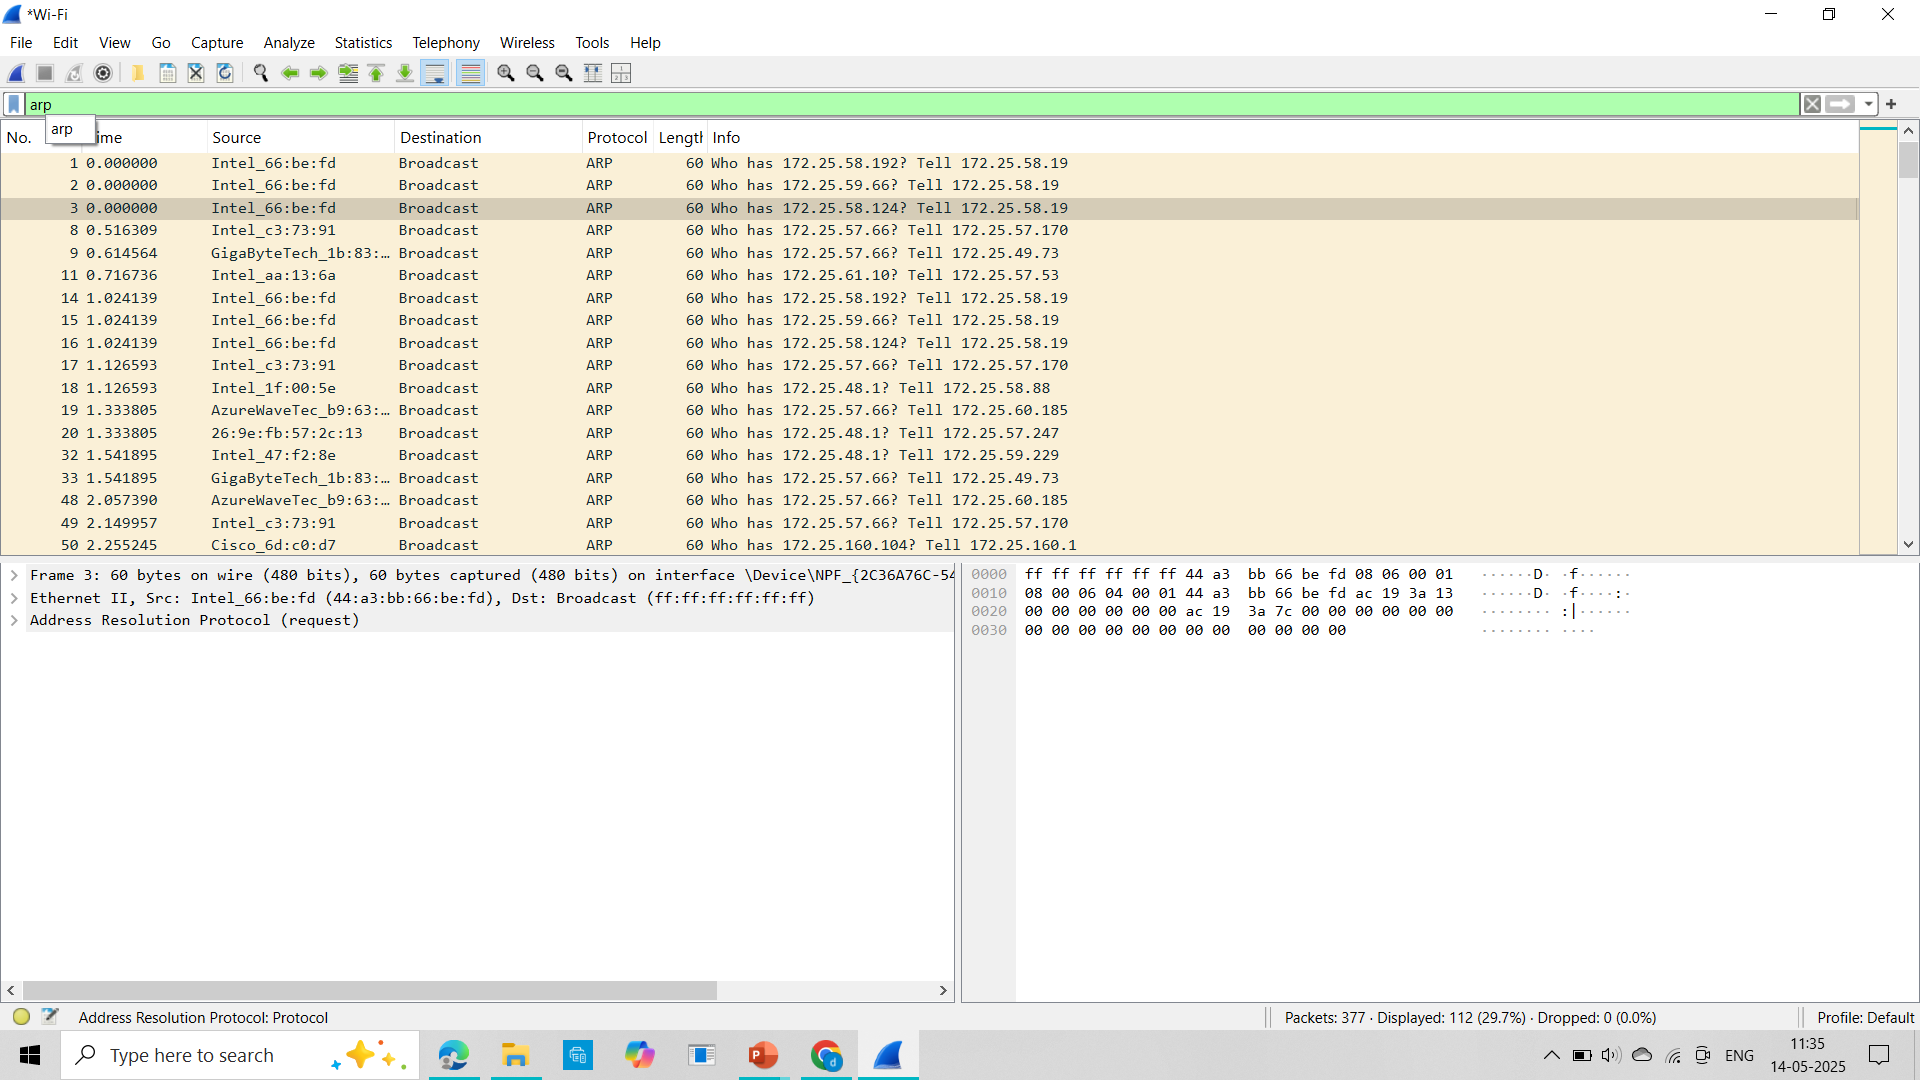 *Wi-Fi
File Edit View Go Capture Analyze Statistics Telephony Wireless Tools Help
arp
arp
No. ime Source Destination Protocol Length Info
1 0.000000 Intel_66:be:fd Broadcast ARP 60 Who has 172.25.58.192? Tell 172.25.58.19
2 0.000000 Intel_66:be:fd Broadcast ARP 60 Who has 172.25.59.66? Tell 172.25.58.19
3 0.000000 Intel_66:be:fd Broadcast ARP 60 Who has 172.25.58.124? Tell 172.25.58.19
8 0.516309 Intel_c3:73:91 Broadcast ARP 60 Who has 172.25.57.66? Tell 172.25.57.170
9 0.614564 GigaByteTech_1b:83:… Broadcast ARP 60 Who has 172.25.57.66? Tell 172.25.49.73
11 0.716736 Intel_aa:13:6a Broadcast ARP 60 Who has 172.25.61.10? Tell 172.25.57.53
14 1.024139 Intel_66:be:fd Broadcast ARP 60 Who has 172.25.58.192? Tell 172.25.58.19
15 1.024139 Intel_66:be:fd Broadcast ARP 60 Who has 172.25.59.66? Tell 172.25.58.19
16 1.024139 Intel_66:be:fd Broadcast ARP 60 Who has 172.25.58.124? Tell 172.25.58.19
17 1.126593 Intel_c3:73:91 Broadcast ARP 60 Who has 172.25.57.66? Tell 172.25.57.170
18 1.126593 Intel_1f:00:5e Broadcast ARP 60 Who has 172.25.48.1? Tell 172.25.58.88
19 1.333805 AzureWaveTec_b9:63:… Broadcast ARP 60 Who has 172.25.57.66? Tell 172.25.60.185
20 1.333805 26:9e:fb:57:2c:13 Broadcast ARP 60 Who has 172.25.48.1? Tell 172.25.57.247
32 1.541895 Intel_47:f2:8e Broadcast ARP 60 Who has 172.25.48.1? Tell 172.25.59.229
33 1.541895 GigaByteTech_1b:83:… Broadcast ARP 60 Who has 172.25.57.66? Tell 172.25.49.73
48 2.057390 AzureWaveTec_b9:63:… Broadcast ARP 60 Who has 172.25.57.66? Tell 172.25.60.185
49 2.149957 Intel_c3:73:91 Broadcast ARP 60 Who has 172.25.57.66? Tell 172.25.57.170
50 2.255245 Cisco_6d:c0:d7 Broadcast ARP 60 Who has 172.25.160.104? Tell 172.25.160.1
Frame 3: 60 bytes on wire (480 bits), 60 bytes captured (480 bits) on interface \Device\NPF_{2C36A76C-54
Ethernet II, Src: Intel_66:be:fd (44:a3:bb:66:be:fd), Dst: Broadcast (ff:ff:ff:ff:ff:ff)
Address Resolution Protocol (request)
0000 ff ff ff ff ff ff 44 a3 bb 66 be fd 08 06 00 01 ······D· ·f······
0010 08 00 06 04 00 01 44 a3 bb 66 be fd ac 19 3a 13 ······D· ·f····:·
0020 00 00 00 00 00 00 ac 19 3a 7c 00 00 00 00 00 00 ········ :|······
0030 00 00 00 00 00 00 00 00 00 00 00 00 ········ ····
Address Resolution Protocol: Protocol
Packets: 377 · Displayed: 112 (29.7%) · Dropped: 0 (0.0%)
Profile: Default
Type here to search
ENG
11:35
14-05-2025